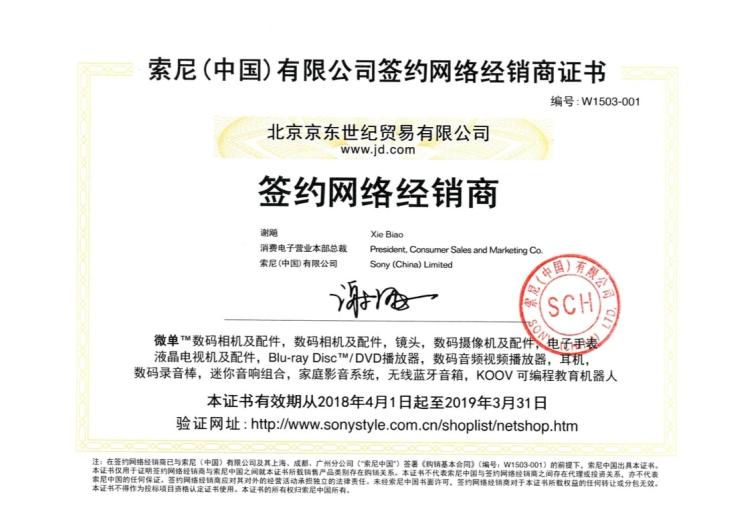 索尼(中国)有限公司签约网络经销商证书
编号: W1503-001
北京京东世纪贸易有限公司
www.jd.com
签约网络经销商
谢飚 Xie Biao
消费电子营业本部总裁 President, Consumer Sales and Marketing Co.
索尼(中国)有限公司 Sony (China) Limited
索尼(中国)有限公司
SCH
SONY (CHINA) LTD
微单™数码相机及配件, 数码相机及配件, 镜头, 数码摄像机及配件, 电子手表
液晶电视机及配件, Blu-ray Disc™/DVD播放器, 数码音频视频播放器, 耳机,
数码录音棒, 迷你音响组合, 家庭影音系统, 无线蓝牙音箱, KOOV 可编程教育机器人
本证书有效期从2018年4月1日起至2019年3月31日
验证网址: http://www.sonystyle.com.cn/shoplist/netshop.htm
注: 在签约网络经销商已与索尼(中国)有限公司及其上海、成都、广州分公司("索尼中国")签署《购销基本合同》(编号: W1503-001)的前提下, 索尼中国出具本证书。
本证书仅用于证明签约网络经销商与索尼中国之间就本证书所载销售产品类别存在购销关系。本证书不代表索尼中国与签约网络经销商之间存在代理或投资关系, 亦不代表
索尼中国的任何保证。签约网络经销商应对其对外的经营活动承担独立的法律责任。未经索尼中国书面许可, 签约网络经销商对于本证书所载权益的任何转让或分包无效。
本证书不得作为投标项目资格认定证书使用。本证书的所有权归索尼中国所有。